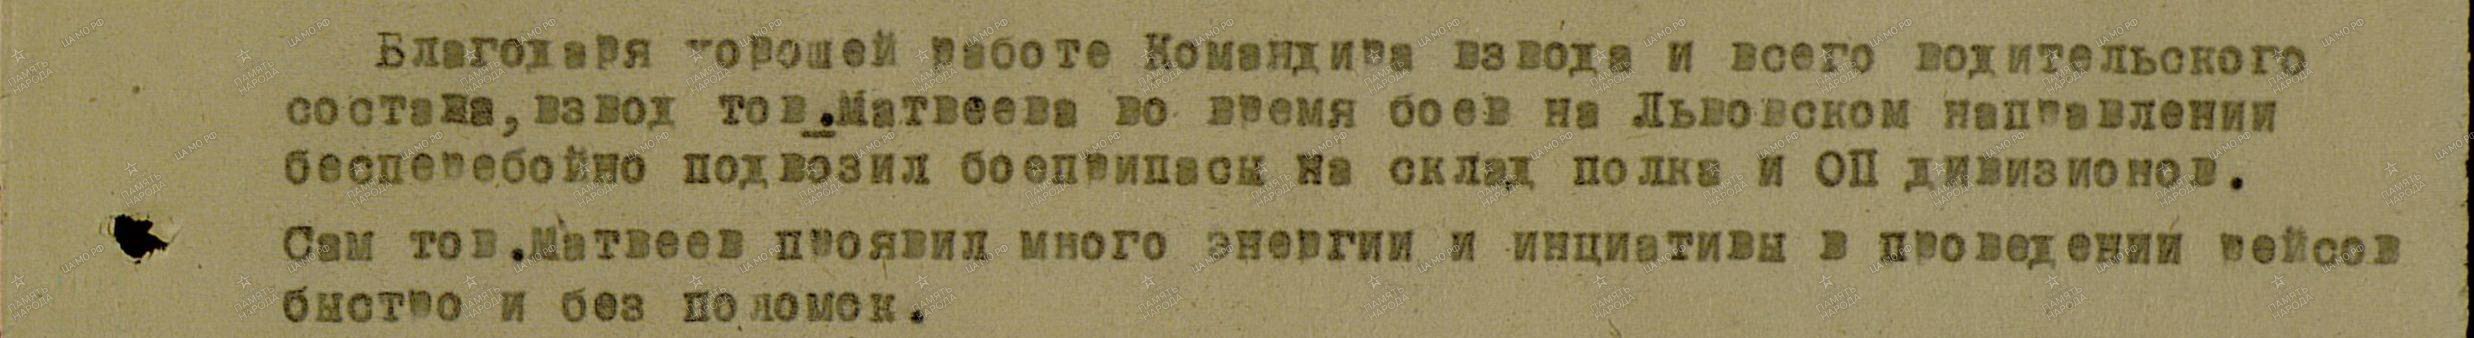 Благодаря хорошей работе Командира взвода и всего водительского
состава, взвод тов.Матвеева во время боев на Львовском направлении
бесперебойно подвозил боеприпасы на склад полка и ОП дивизионов.
Сам тов.Матвеев проявил много энергии и инциативы в проведении рейсов
быстро и без поломок.